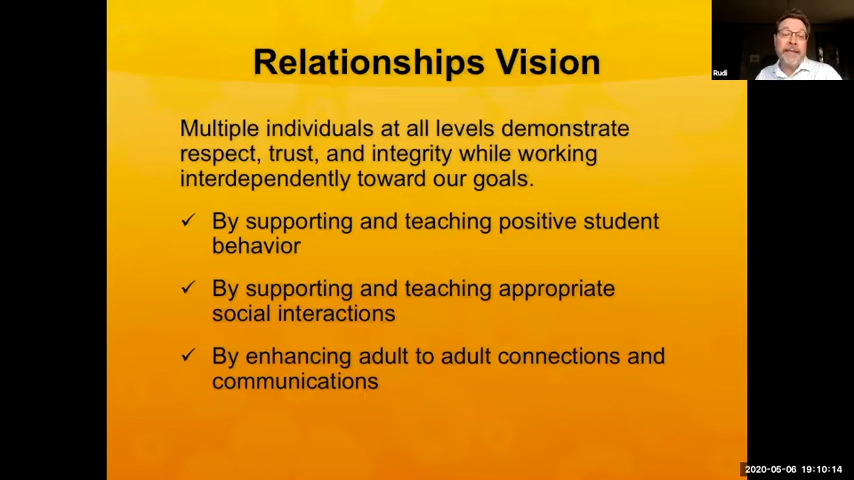 Relationships Vision
Rudi
Multiple individuals at all levels demonstrate
respect, trust, and integrity while working
interdependently toward our goals.
✓ By supporting and teaching positive student
behavior
✓ By supporting and teaching appropriate
social interactions
✓ By enhancing adult to adult connections and
communications
2020-05-06 19:10:14